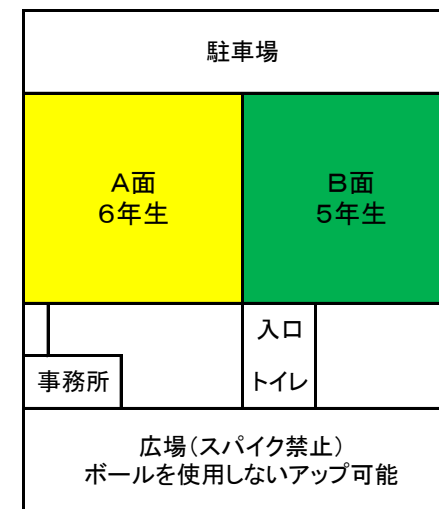 駐車場
A面
6年生
B面
5年生
入口
事務所
トイレ
広場(スパイク禁止)
ボールを使用しないアップ可能